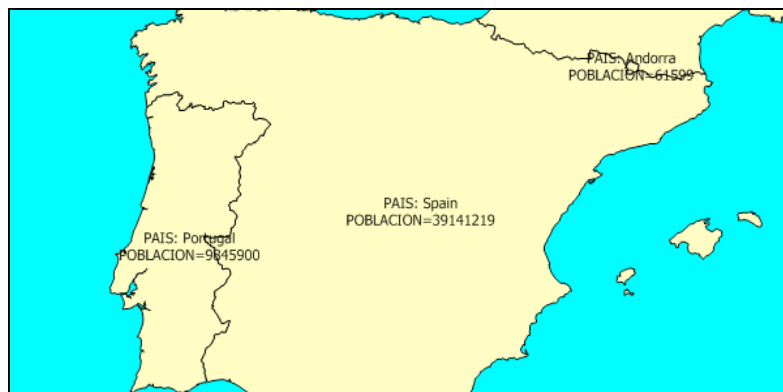 PAIS: Andorra
POBLACION=61599
PAIS: Spain
POBLACION=39141219
PAIS: Portugal
POBLACION=9845900